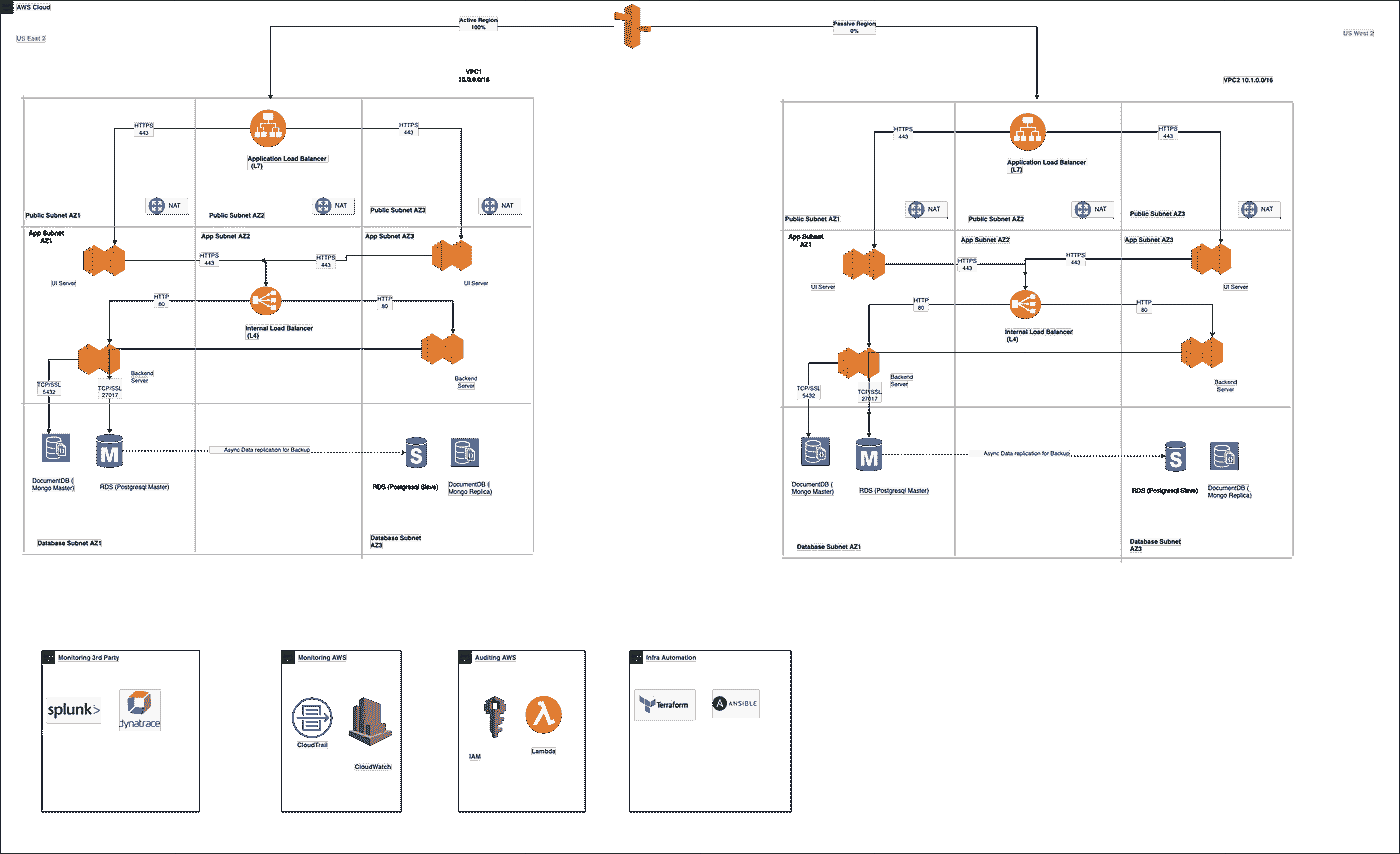 AWS Cloud
US East 2
US West 2
Active Region
100%
Passive Region
0%
VPC1
10.0.0.0/16
VPC2 10.1.0.0/16
HTTPS
443
HTTPS
443
Application Load Balancer
(L7)
NAT
NAT
NAT
Public Subnet AZ1
Public Subnet AZ2
Public Subnet AZ3
App Subnet
AZ1
App Subnet AZ2
App Subnet AZ3
HTTPS
443
HTTPS
443
UI Server
UI Server
HTTP
80
HTTP
80
Internal Load Balancer
(L4)
Backend
Server
Backend
Server
TCP/SSL
5432
TCP/SSL
27017
Async Data replication for Backup
M
S
DocumentDB (
Mongo Master)
RDS (Postgresql Master)
RDS (Postgresql Slave)
DocumentDB (
Mongo Replica)
Database Subnet AZ1
Database Subnet
AZ3
HTTPS
443
HTTPS
443
Application Load Balancer
(L7)
NAT
NAT
NAT
Public Subnet AZ1
Public Subnet AZ2
Public Subnet AZ3
App Subnet
AZ1
App Subnet AZ2
App Subnet AZ3
HTTPS
443
HTTPS
443
UI Server
UI Server
HTTP
80
HTTP
80
Internal Load Balancer
(L4)
Backend
Server
Backend
Server
TCP/SSL
5432
TCP/SSL
27017
Async Data replication for Backup
M
S
DocumentDB (
Mongo Master)
RDS (Postgresql Master)
RDS (Postgresql Slave)
DocumentDB (
Mongo Replica)
Database Subnet AZ1
Database Subnet
AZ3
Monitoring 3rd Party
splunk>
dynatrace
Monitoring AWS
CloudTrail
CloudWatch
Auditing AWS
IAM
Lambda
Infra Automation
Terraform
A ANSIBLE